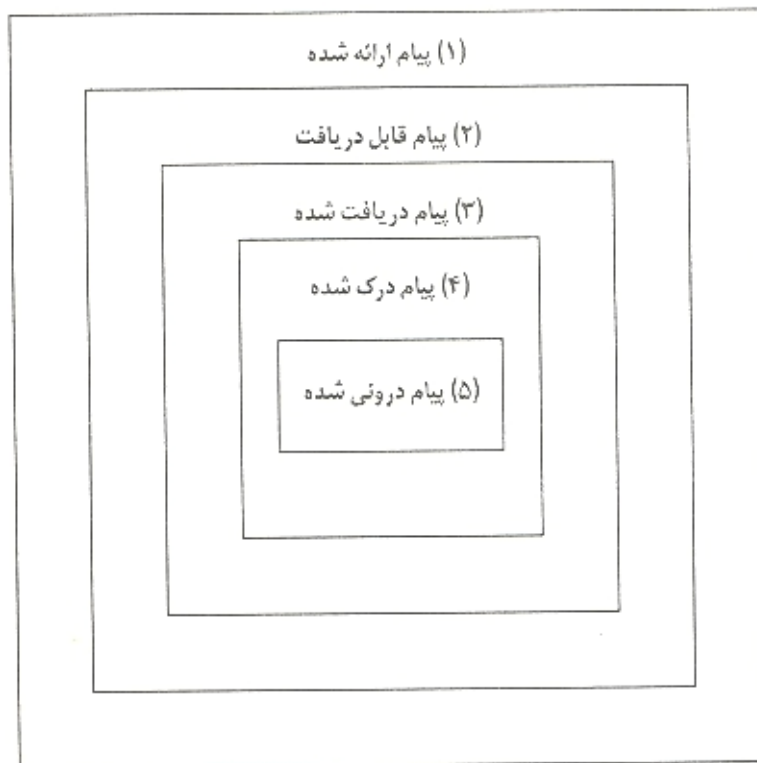 (۱) پیام ارائه شده
(۲) پیام قابل دریافت
(۳) پیام دریافت شده
(۴) پیام درک شده
(۵) پیام درونی شده